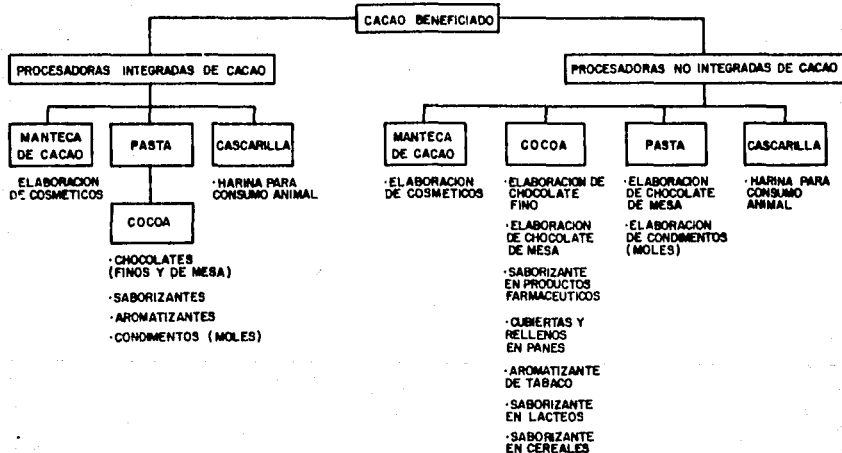 CACAO BENEFICIADO
PROCESADORAS INTEGRADAS DE CACAO
MANTECA
DE CACAO
ELABORACION
DE COSMETICOS
PASTA
COCOA
·CHOCOLATES
(FINOS Y DE MESA)
·SABORIZANTES
·AROMATIZANTES
·CONDIMENTOS (MOLES)
CASCARILLA
·HARINA PARA
CONSUMO ANIMAL
PROCESADORAS NO INTEGRADAS DE CACAO
MANTECA
DE CACAO
·ELABORACION
DE COSMETICOS
COCOA
·ELABORACION DE
CHOCOLATE
FINO
·ELABORACION
DE CHOCOLATE
DE MESA
·SABORIZANTE
EN PRODUCTOS
FARMACEUTICOS
·CUBIERTAS Y
RELLENOS
EN PANES
·AROMATIZANTE
DE TABACO
·SABORIZANTE
EN LACTEOS
·SABORIZANTE
EN CEREALES
PASTA
·ELABORACION
DE CHOCOLATE
DE MESA
·ELABORACION
DE CONDIMENTOS
(MOLES)
CASCARILLA
·HARINA PARA
CONSUMO
ANIMAL